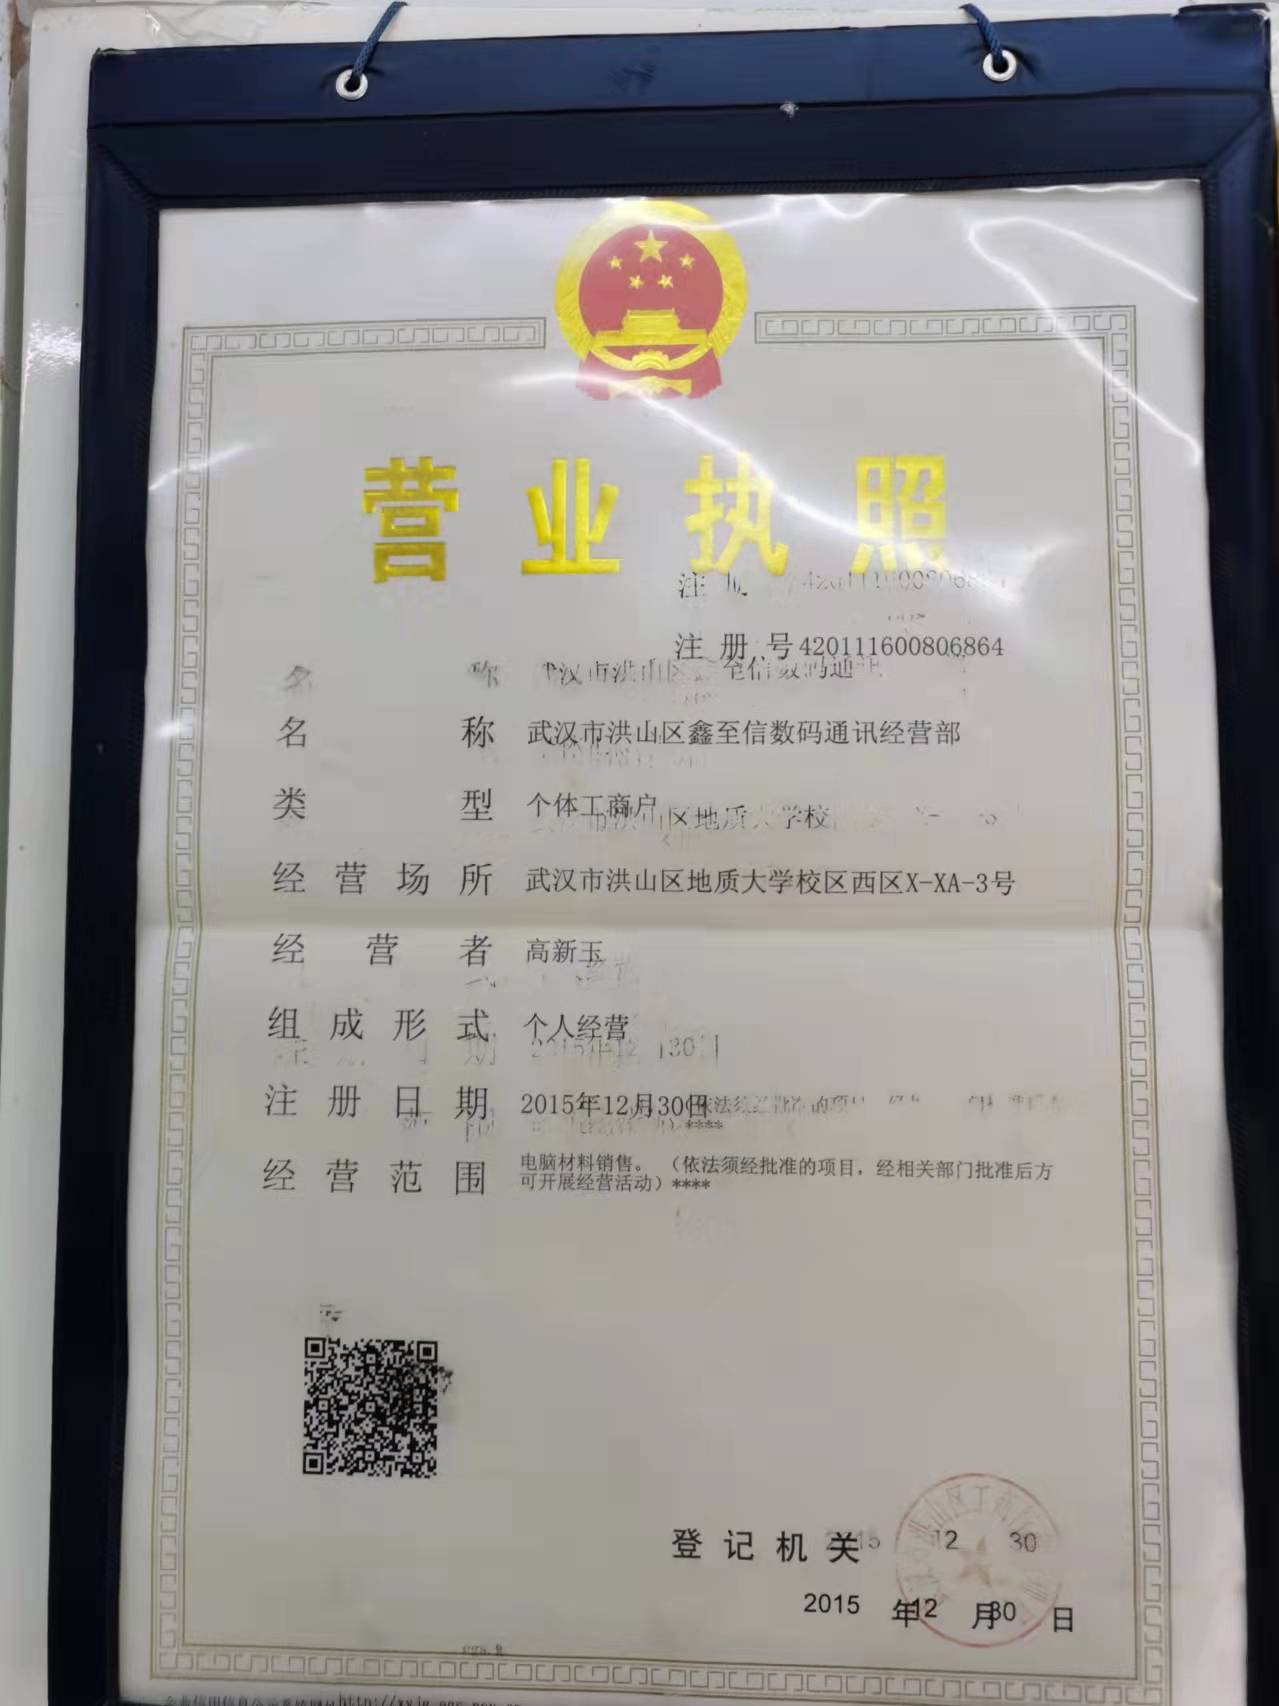 营业执照
注册号420111600806864
名称 武汉市洪山区鑫至信数码通讯经营部
类型 个体工商户
经营场所 武汉市洪山区地质大学校区西区X-XA-3号
经营者 高新玉
组成形式 个人经营
注册日期 2015年12月30日
经营范围 电脑材料销售。（依法须经批准的项目，经相关部门批准后方
可开展经营活动）****
登记机关
2015年12月30日